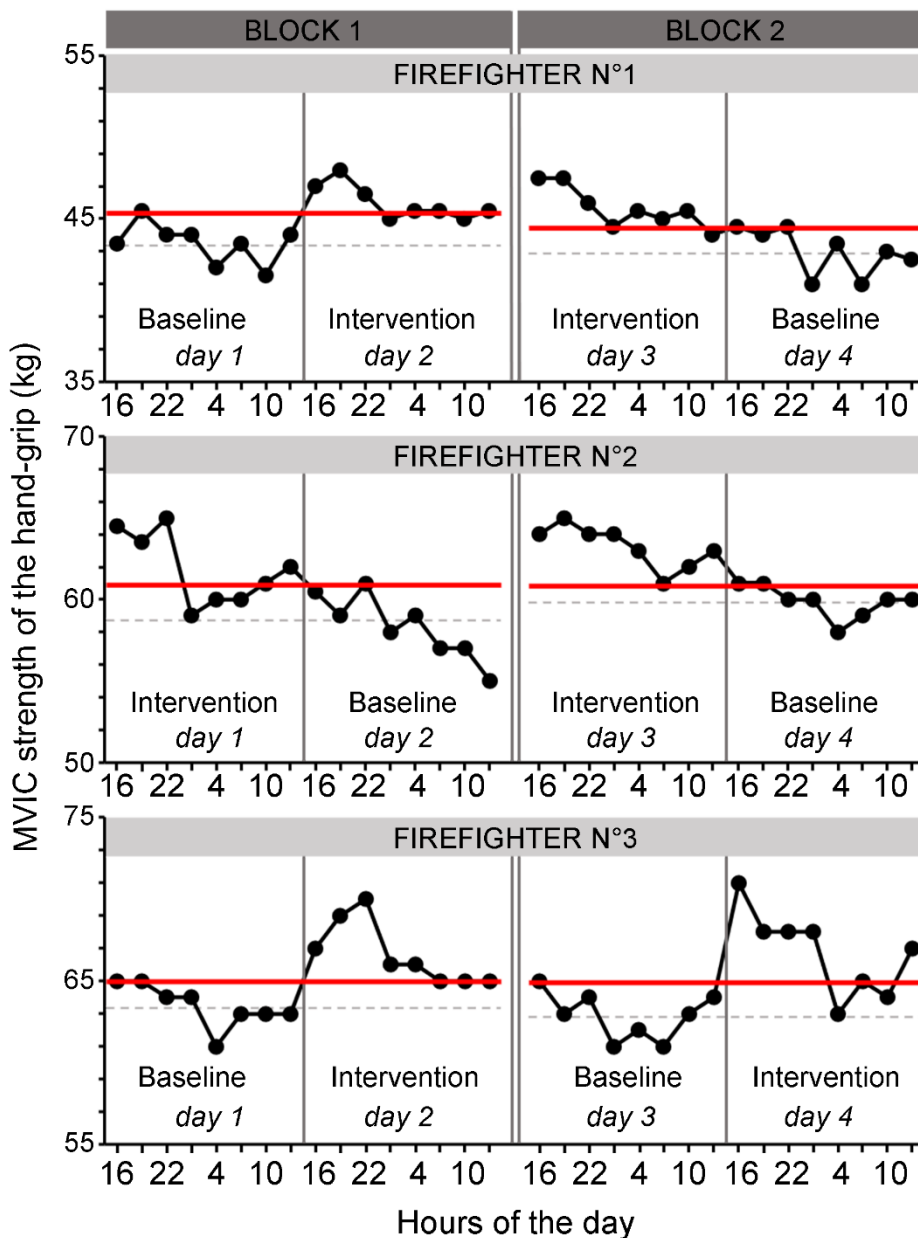 BLOCK 1 BLOCK 2
MVIC strength of the hand-grip (kg)
FIREFIGHTER N°1
55
45
35
Baseline Intervention Intervention Baseline
day 1 day 2 day 3 day 4
16 22 4 10 16 22 4 10 16 22 4 10 16 22 4 10
FIREFIGHTER N°2
70
60
50
Intervention Baseline Intervention Baseline
day 1 day 2 day 3 day 4
16 22 4 10 16 22 4 10 16 22 4 10 16 22 4 10
FIREFIGHTER N°3
75
65
55
Baseline Intervention Baseline Intervention
day 1 day 2 day 3 day 4
16 22 4 10 16 22 4 10 16 22 4 10 16 22 4 10
Hours of the day